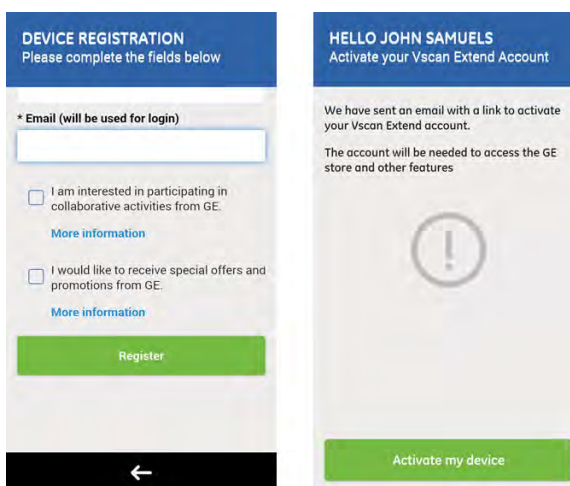 DEVICE REGISTRATION
Please complete the fields below
* Email (will be used for login)
I am interested in participating in
collaborative activities from GE.
More information
I would like to receive special offers and
promotions from GE.
More information
Register
HELLO JOHN SAMUELS
Activate your Vscan Extend Account
We have sent an email with a link to activate
your Vscan Extend account.
The account will be needed to access the GE
store and other features
!
Activate my device